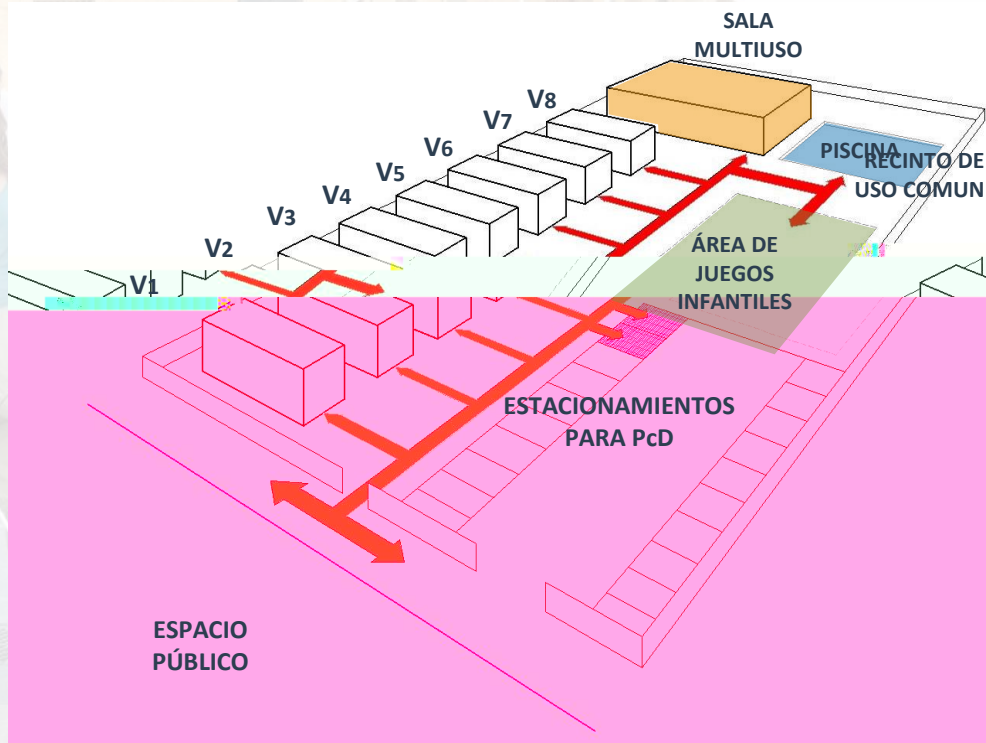 SALA
MULTIUSO
V8
V7
V6
V5
V4
V3
V2
V1
PISCINA
RECINTO DE
USO COMUN
ÁREA DE
JUEGOS
INFANTILES
ESTACIONAMIENTOS
PARA PcD
ESPACIO
PÚBLICO